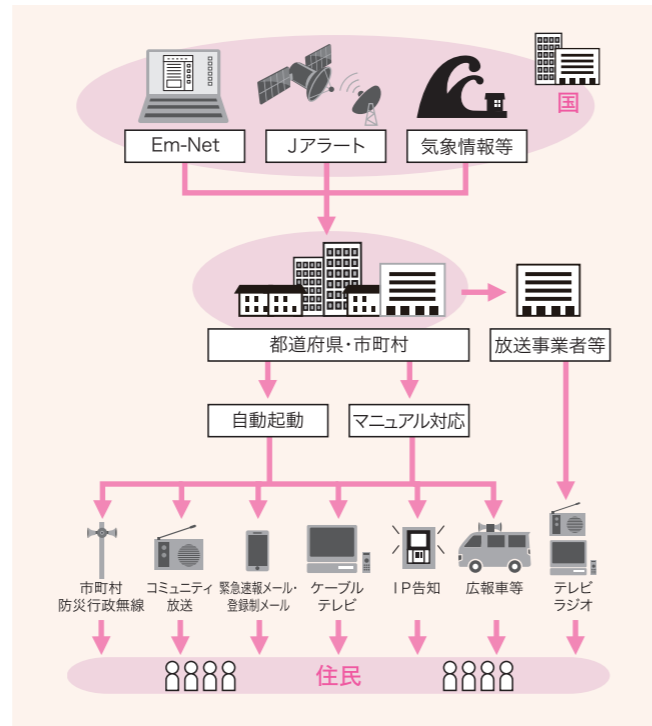 国
Em-Net
Jアラート
気象情報等
都道府県・市町村
放送事業者等
自動起動
マニュアル対応
市町村
防災行政無線
コミュニティ
放送
緊急速報メール・
登録制メール
ケーブル
テレビ
IP告知
広報車等
テレビ
ラジオ
住民